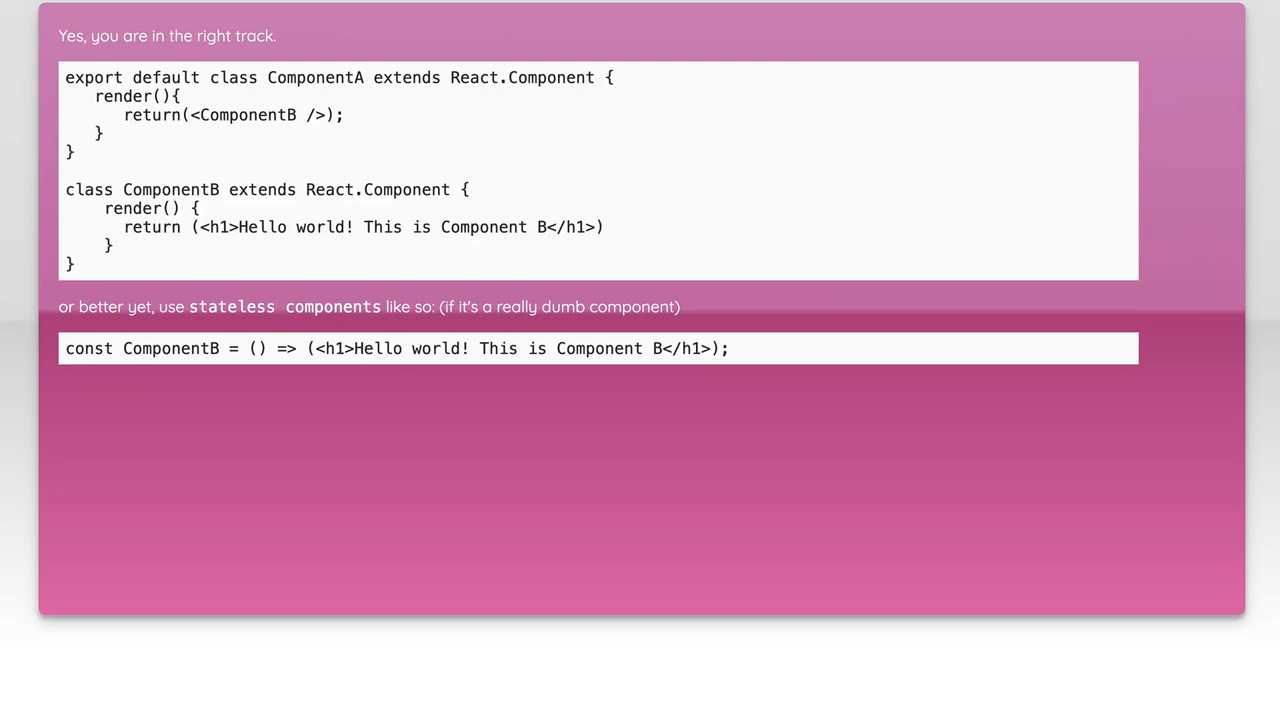 Yes, you are in the right track.
export default class ComponentA extends React.Component {
   render(){
      return(<ComponentB />);
   }
}
class ComponentB extends React.Component {
    render() {
      return (<h1>Hello world! This is Component B</h1>)
    }
}
or better yet, use stateless components like so: (if it's a really dumb component)
const ComponentB = () => (<h1>Hello world! This is Component B</h1>);